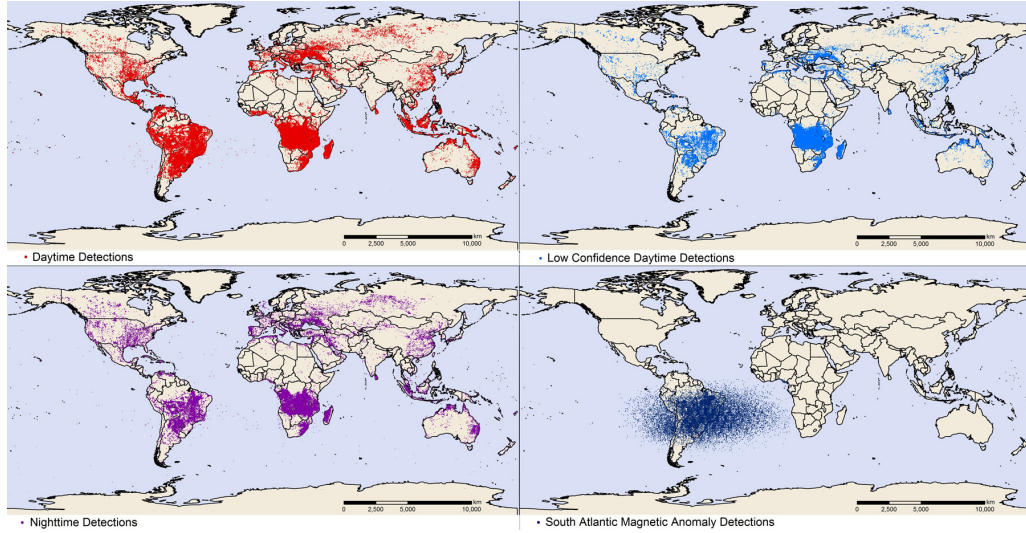 km
0 2,500 5,000 10,000
Daytime Detections
km
0 2,500 5,000 10,000
Low Confidence Daytime Detections
km
0 2,500 5,000 10,000
Nighttime Detections
km
0 2,500 5,000 10,000
South Atlantic Magnetic Anomaly Detections